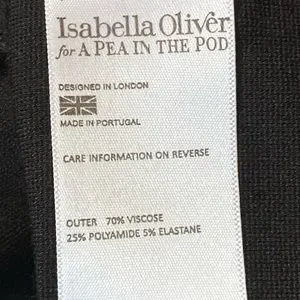 Isabella Oliver
for A PEA IN THE POD
DESIGNED IN LONDON
MADE IN PORTUGAL
CARE INFORMATION ON REVERSE
OUTER 70% VISCOSE
25% POLYAMIDE 5% ELASTANE